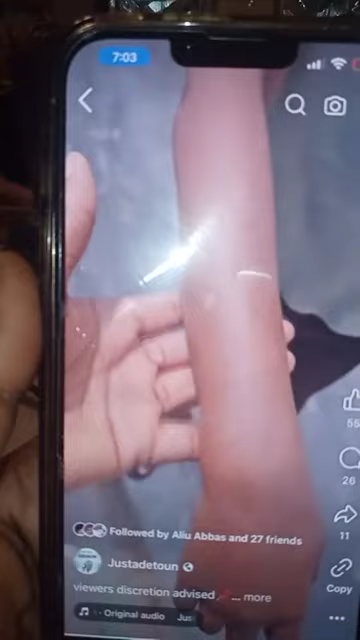 7:03
55
26
11
Followed by Aliu Abbas and 27 friends
Justadetoun
Copy
viewers discretion advised ... more
Original audio